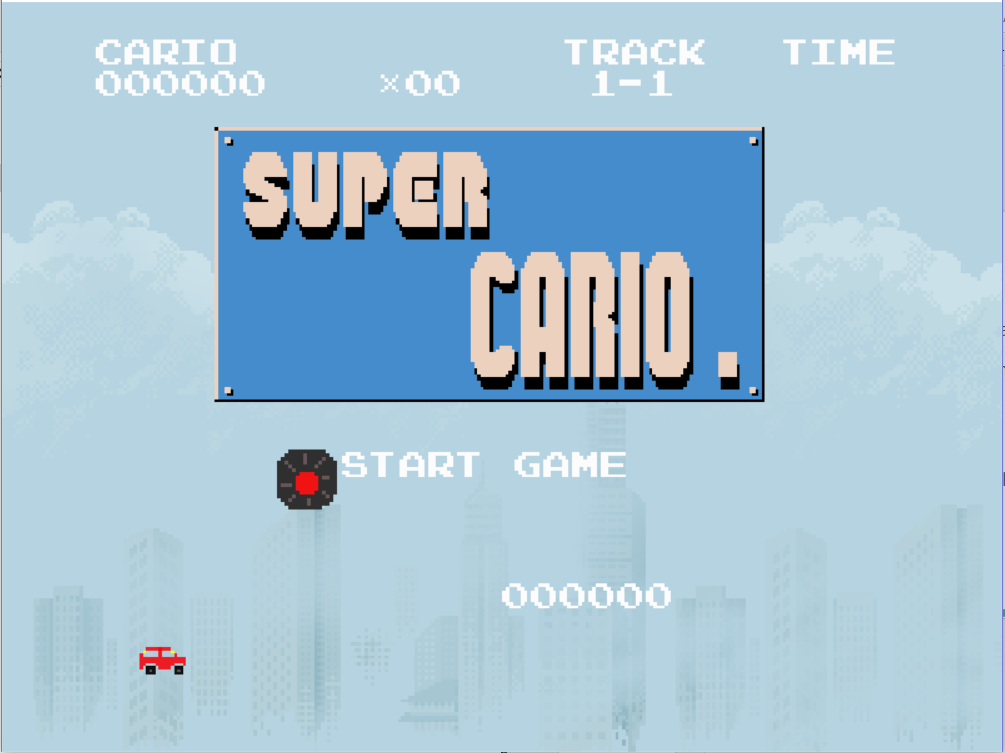 CARIO TRACK TIME
000000 ×00 1-1
SUPER
CARIO.
START GAME
000000